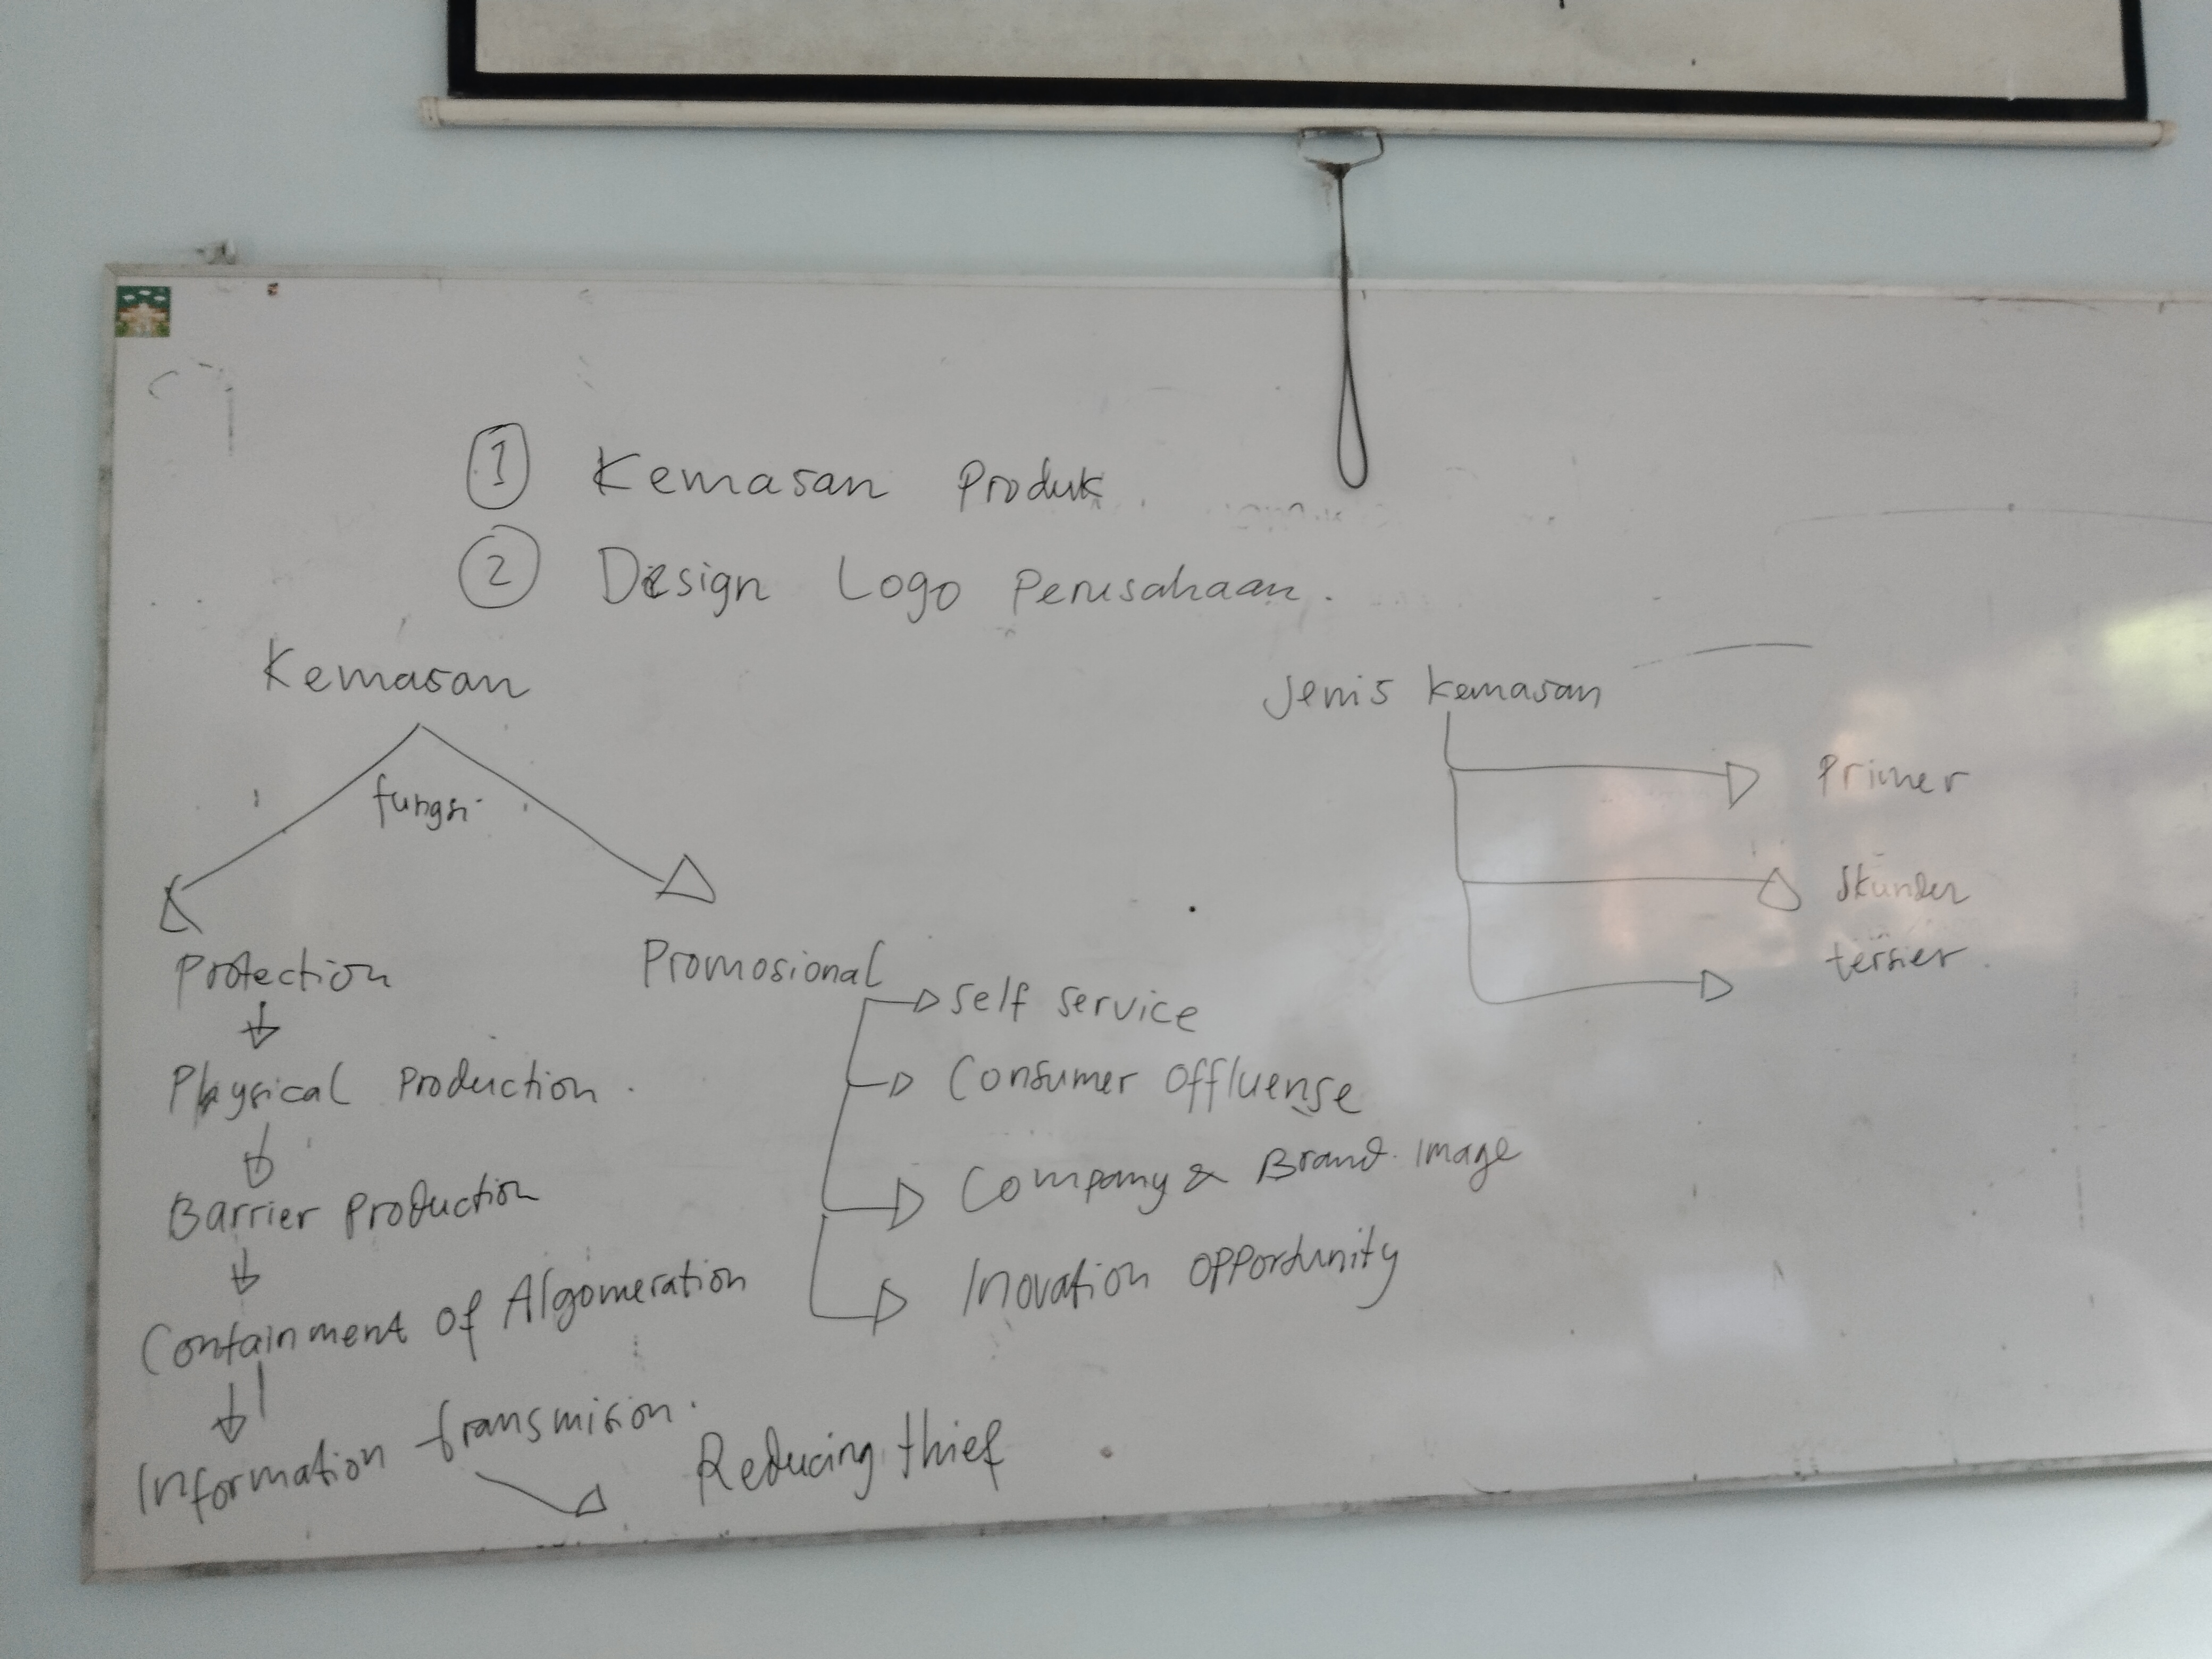 1 Kemasan Produk
2 Design Logo Perusahaan.
Kemasan
fungsi
Protection
Physical Production.
Barrier Production
Containment of Algomeration
Information transmision.
Reducing thief
Promosional
self service
Consumer Offluense
Company & Brand Image
Inovation opportunity
Jenis kemasan
Primer
Skunder
tersier.